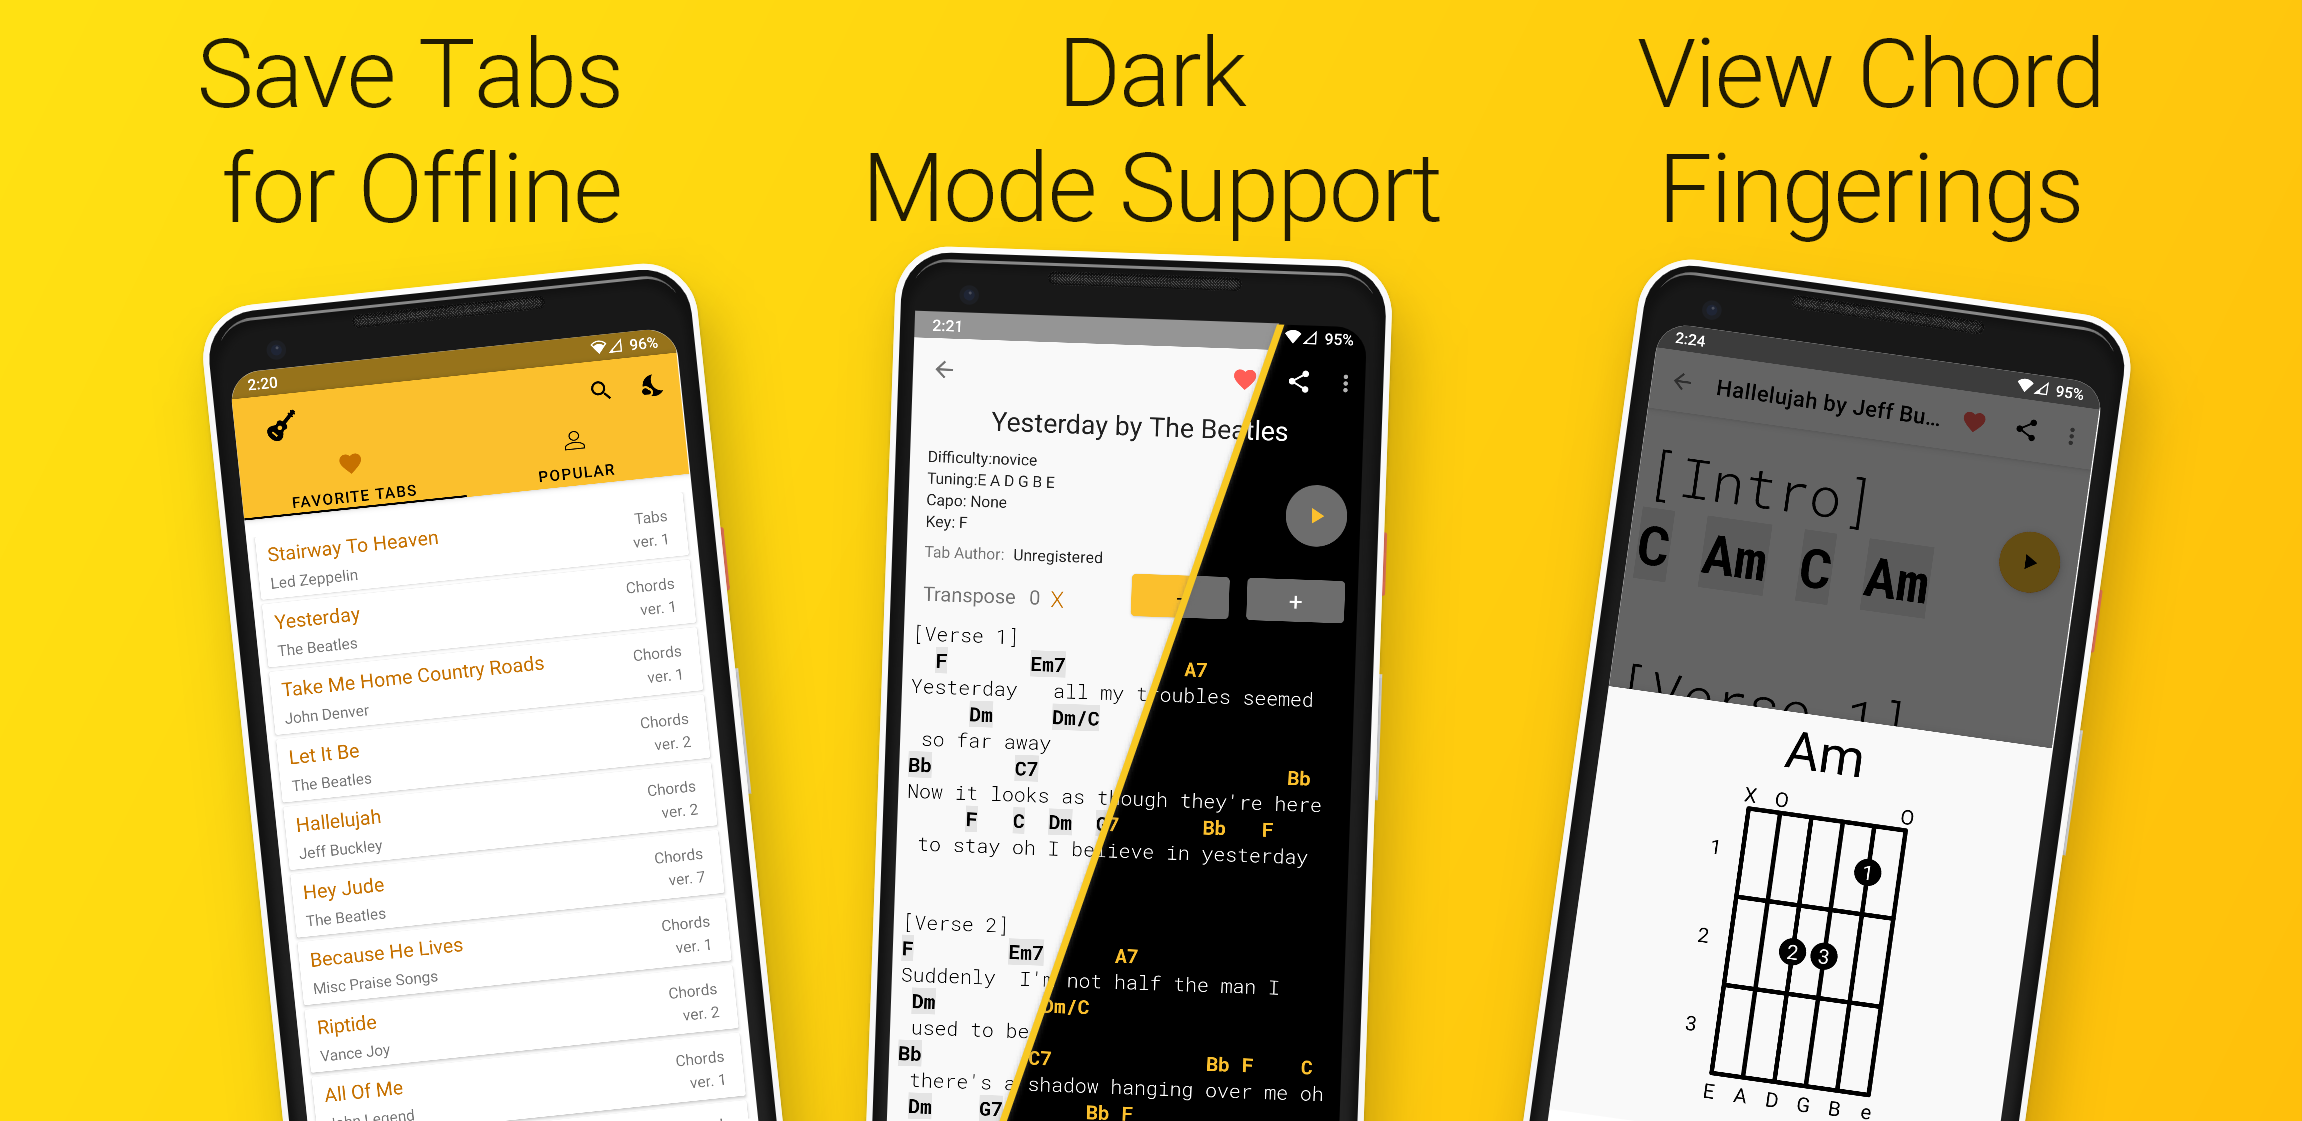 Save Tabs
for Offline
2:20
96%
FAVORITE TABS
POPULAR
Stairway To Heaven
Tabs
Led Zeppelin
ver. 1
Yesterday
Chords
The Beatles
ver. 1
Take Me Home Country Roads
Chords
John Denver
ver. 1
Let It Be
Chords
The Beatles
ver. 2
Hallelujah
Chords
Jeff Buckley
ver. 2
Hey Jude
Chords
The Beatles
ver. 7
Because He Lives
Chords
Misc Praise Songs
ver. 1
Riptide
Chords
Vance Joy
ver. 2
All Of Me
Chords
John Legend
ver. 1
Dark
Mode Support
2:21
95%
Yesterday by The Beatles
Difficulty:novice
Tuning:E A D G B E
Capo: None
Key: F
Tab Author: Unregistered
Transpose 0 X - +
[Verse 1]
F Em7 A7
Yesterday all my troubles seemed
Dm Dm/C
so far away
Bb C7 Bb
Now it looks as though they're here
F C Dm G7 Bb F
to stay oh I believe in yesterday
[Verse 2]
F Em7 A7
Suddenly I'm not half the man I
Dm Dm/C
used to be
Bb C7 Bb F C
there's a shadow hanging over me oh
Dm G7 Bb F
View Chord
Fingerings
2:24
95%
Hallelujah by Jeff Bu...
[Intro]
C Am C Am
[Verse 1]
Am
X O O
1
1
2
2 3
3
E A D G B e